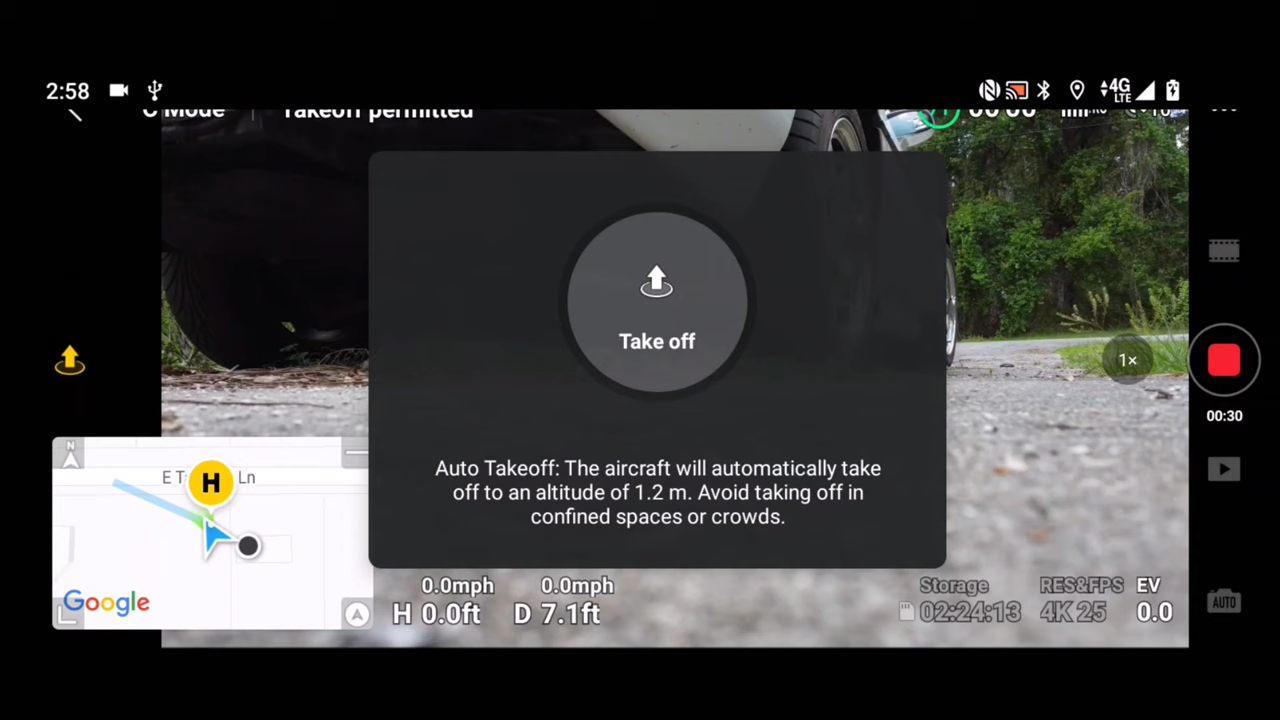 2:58
4G
LTE
Mode
Takeoff permitted
Take off
1×
00:30
N
E T
Ln
H
Google
Auto Takeoff: The aircraft will automatically take
off to an altitude of 1.2 m. Avoid taking off in
confined spaces or crowds.
0.0mph 0.0mph
H 0.0ft D 7.1ft
Storage RES&FPS EV
02:24:13 4K 25 0.0
AUTO